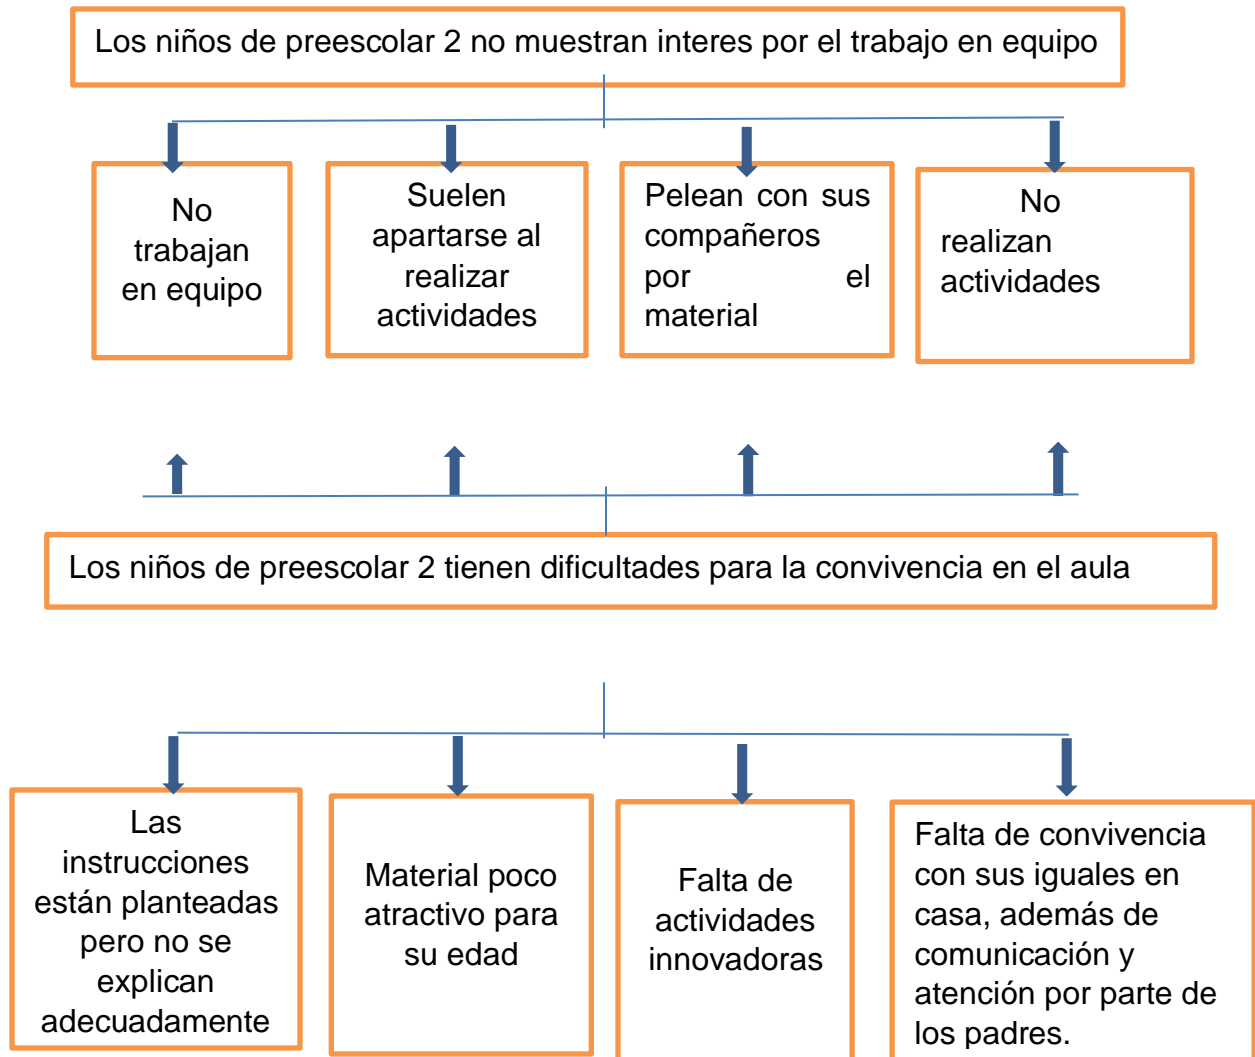 Los niños de preescolar 2 no muestran interes por el trabajo en equipo
No
trabajan
en equipo
Suelen
apartarse al
realizar
actividades
Pelean con sus
compañeros
por el
material
No
realizan
actividades
Los niños de preescolar 2 tienen dificultades para la convivencia en el aula
Las
instrucciones
están planteadas
pero no se
explican
adecuadamente
Material poco
atractivo para
su edad
Falta de
actividades
innovadoras
Falta de convivencia
con sus iguales en
casa, además de
comunicación y
atención por parte de
los padres.